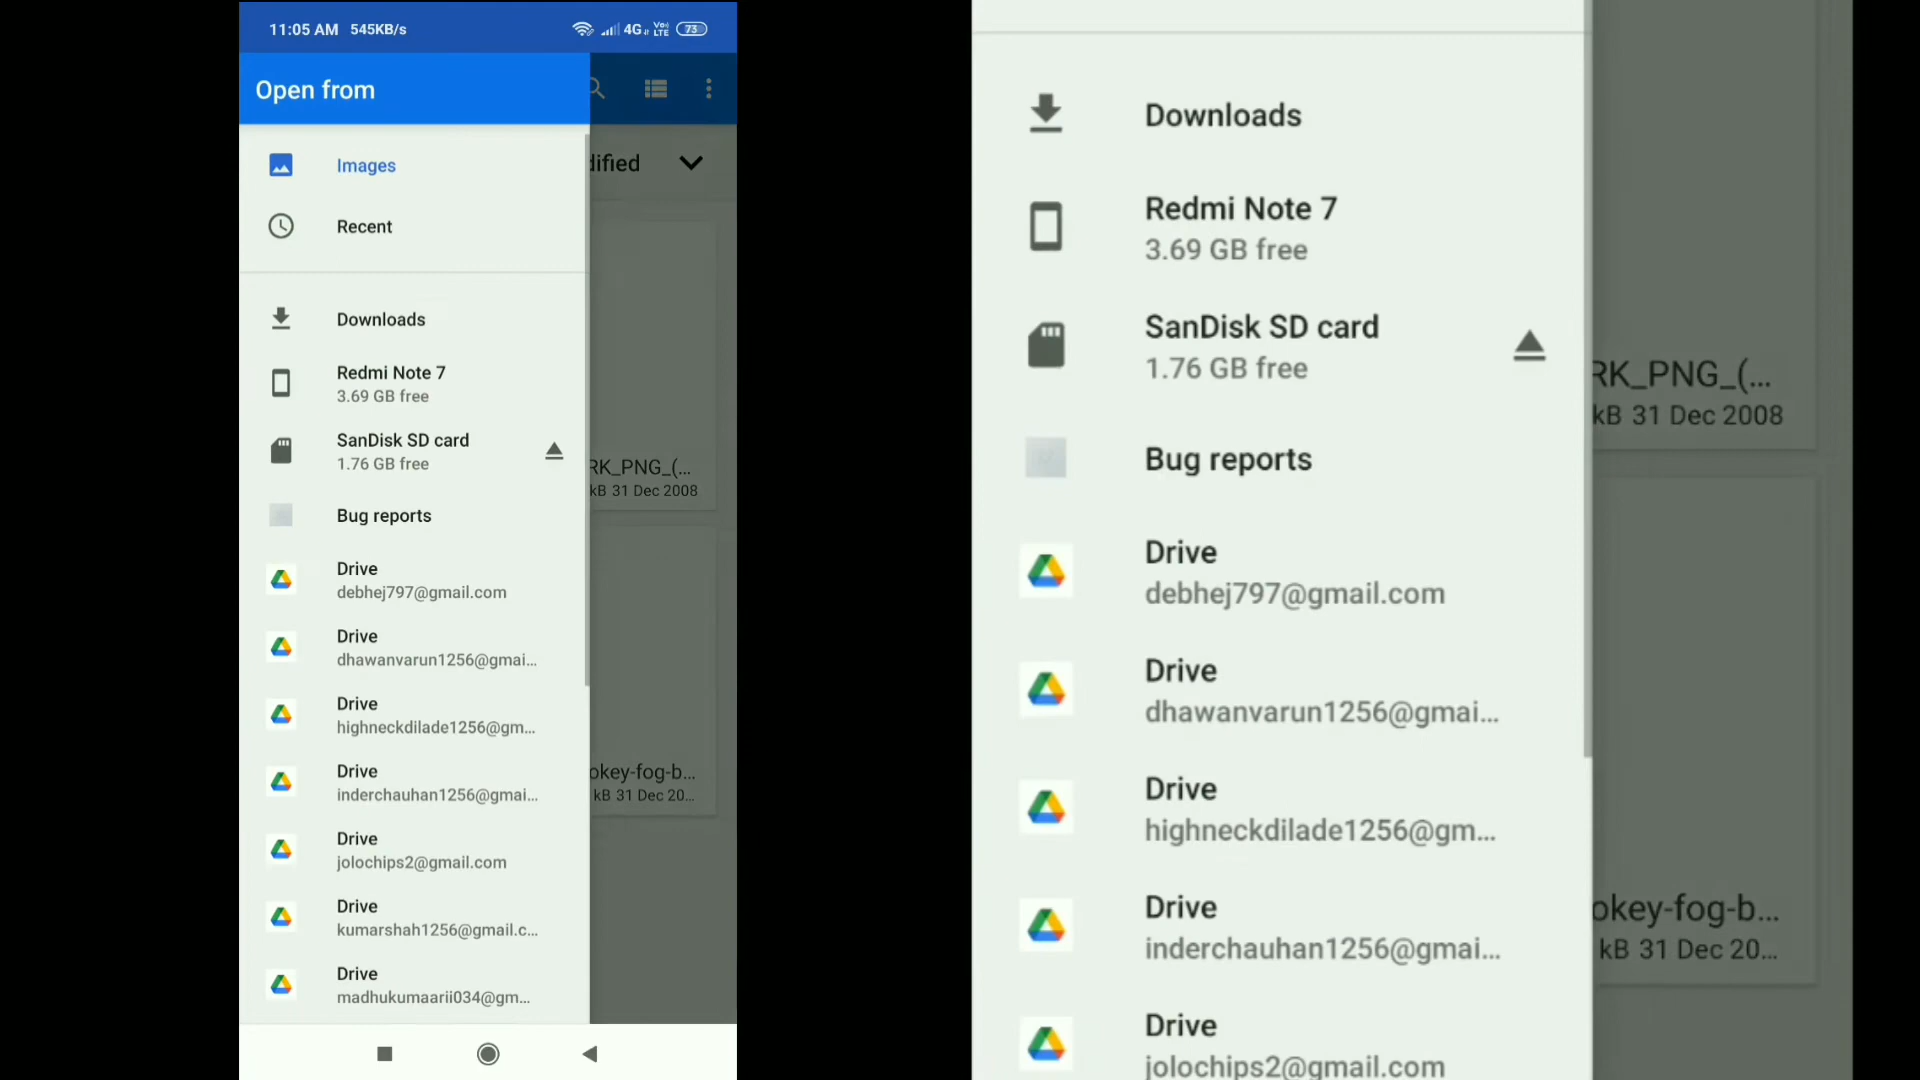 11:05 AM 545KB/s
4G
Vo LTE
73
Open from
Images
dified
Recent
Downloads
Redmi Note 7
3.69 GB free
SanDisk SD card
1.76 GB free
RK_PNG_(...
kB 31 Dec 2008
Bug reports
Drive
debhej797@gmail.com
Drive
dhawanvarun1256@gmai...
Drive
highneckdilade1256@gm...
Drive
inderchauhan1256@gmai...
okey-fog-b...
kB 31 Dec 20...
Drive
jolochips2@gmail.com
Drive
kumarshah1256@gmail.c...
Drive
madhukumaarii034@gm...
Downloads
Redmi Note 7
3.69 GB free
SanDisk SD card
1.76 GB free
RK_PNG_(...
kB 31 Dec 2008
Bug reports
Drive
debhej797@gmail.com
Drive
dhawanvarun1256@gmai...
Drive
highneckdilade1256@gm...
Drive
inderchauhan1256@gmai...
okey-fog-b...
kB 31 Dec 20...
Drive
jolochips2@gmail.com